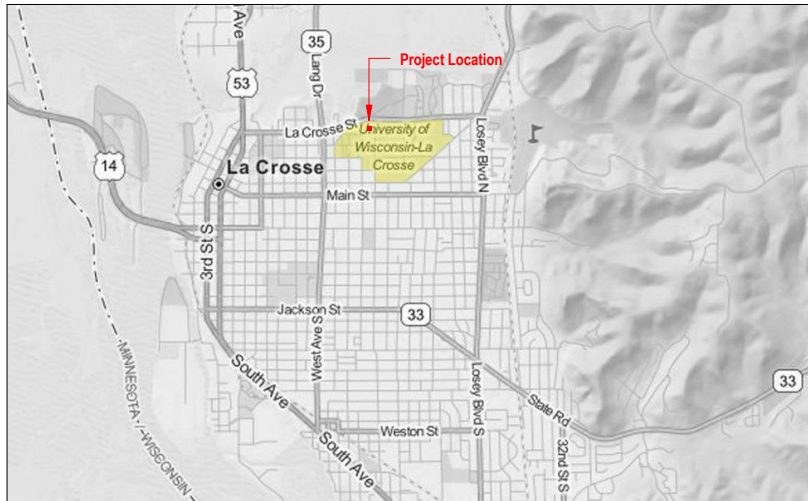 Ave
35
Project Location
Lang Dr
53
La Crosse St
University of
Wisconsin-La
Crosse
Losey Blvd N
14
La Crosse
Main St
3rd St S
Jackson St
33
West Ave S
South Ave
MINNESOTA
WISCONSIN
Losey Blvd S
State Rd
33
Weston St
South Ave
32nd St S